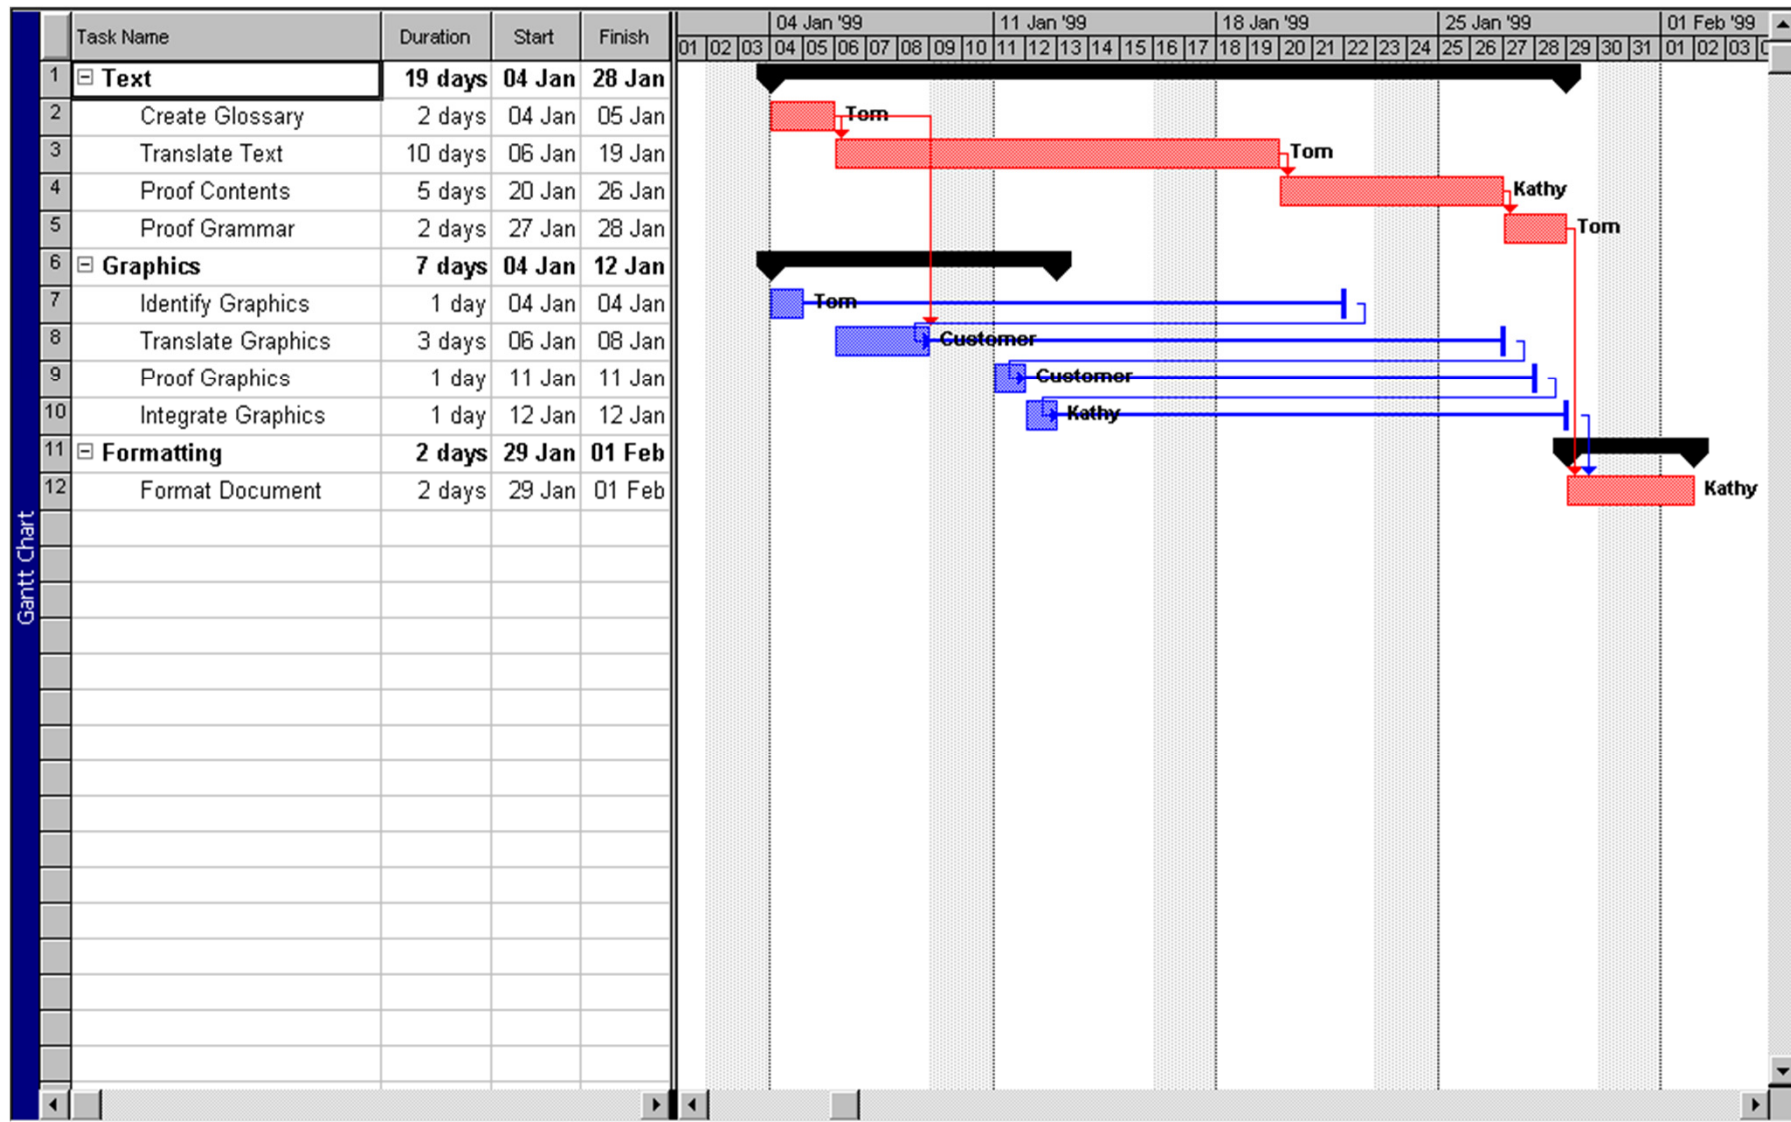 04 Jan '99 11 Jan '99 18 Jan '99 25 Jan '99 01 Feb '99
Task Name Duration Start Finish 01 02 03 04 05 06 07 08 09 10 11 12 13 14 15 16 17 18 19 20 21 22 23 24 25 26 27 28 29 30 31 01 02 03
1 Text 19 days 04 Jan 28 Jan
2 Create Glossary 2 days 04 Jan 05 Jan Tom
3 Translate Text 10 days 06 Jan 19 Jan Tom
4 Proof Contents 5 days 20 Jan 26 Jan Kathy
5 Proof Grammar 2 days 27 Jan 28 Jan Tom
6 Graphics 7 days 04 Jan 12 Jan
7 Identify Graphics 1 day 04 Jan 04 Jan Tom
8 Translate Graphics 3 days 06 Jan 08 Jan Customer
9 Proof Graphics 1 day 11 Jan 11 Jan Customer
10 Integrate Graphics 1 day 12 Jan 12 Jan Kathy
11 Formatting 2 days 29 Jan 01 Feb
12 Format Document 2 days 29 Jan 01 Feb Kathy
Gantt Chart